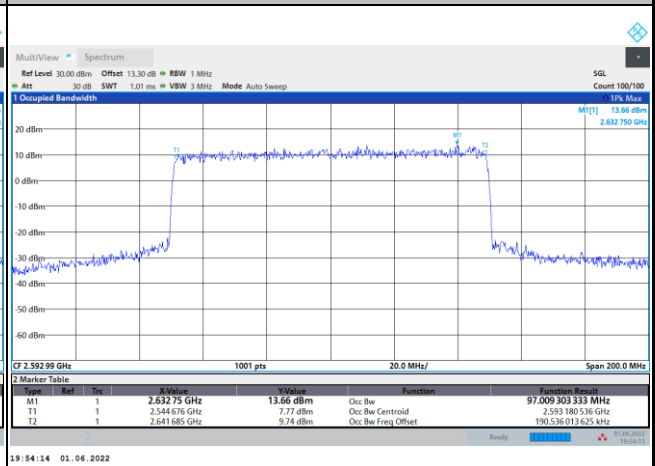 MultiView Spectrum
Ref Level 30.00 dBm Offset 13.30 dB RBW 1 MHz SGL
Att 30 dB SWT 1.01 ms VBW 3 MHz Mode Auto Sweep Count 100/100
1 Occupied Bandwidth 1Pk Max
M1[1] 13.66 dBm
2.632 750 GHz
20 dBm
M1
T1 T2
10 dBm
0 dBm
-10 dBm
-20 dBm
-30 dBm
-40 dBm
-50 dBm
-60 dBm
CF 2.592 99 GHz 1001 pts 20.0 MHz/ Span 200.0 MHz
2 Marker Table
Type Ref Trc X-Value Y-Value Function Function Result
M1 1 2.632 75 GHz 13.66 dBm Occ Bw 97.009 303 333 MHz
T1 1 2.544 676 GHz 7.77 dBm Occ Bw Centroid 2.593 180 536 GHz
T2 1 2.641 685 GHz 9.74 dBm Occ Bw Freq Offset 190.536 013 625 kHz
Ready 01.06.2022
19:54:13
19:54:14 01.06.2022